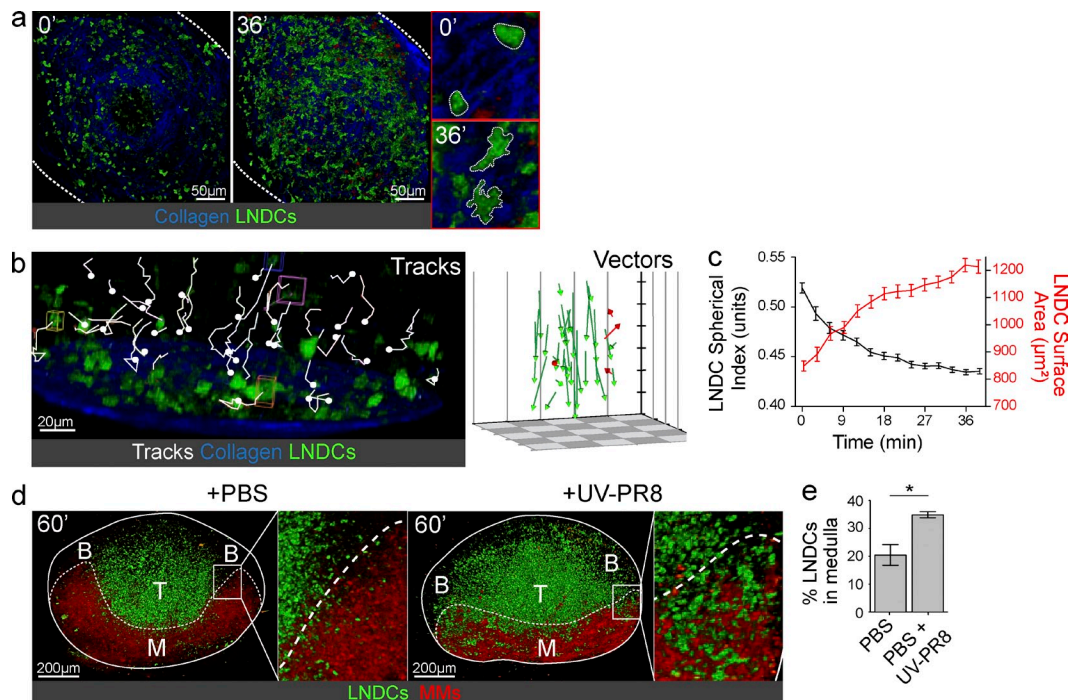 a
0’
36’
0’
36’
50µm
50µm
Collagen LNDCs
b
Tracks
20µm
Tracks Collagen LNDCs
Vectors
c
LNDC Spherical
Index (units)
0.55
0.50
0.45
0.40
0 9 18 27 36
Time (min)
1200
1100
1000
900
800
700
LNDC Surface
Area (µm²)
d
+PBS
+UV-PR8
60’
B
B
T
M
200µm
60’
B
B
T
M
200µm
LNDCs MMs
e
% LNDCs
in medulla
40
30
20
10
0
*
PBS
PBS +
UV-PR8